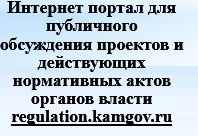 Интернет портал для
публичного
обсуждения проектов и
действующих
нормативных актов
органов власти
regulation.kamgov.ru